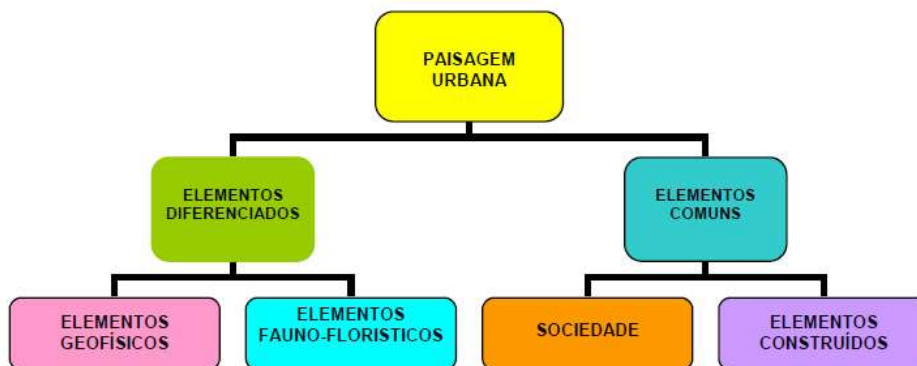 PAISAGEM
URBANA
ELEMENTOS
DIFERENCIADOS
ELEMENTOS
COMUNS
ELEMENTOS
GEOFÍSICOS
ELEMENTOS
FAUNO-FLORISTICOS
SOCIEDADE
ELEMENTOS
CONSTRUÍDOS